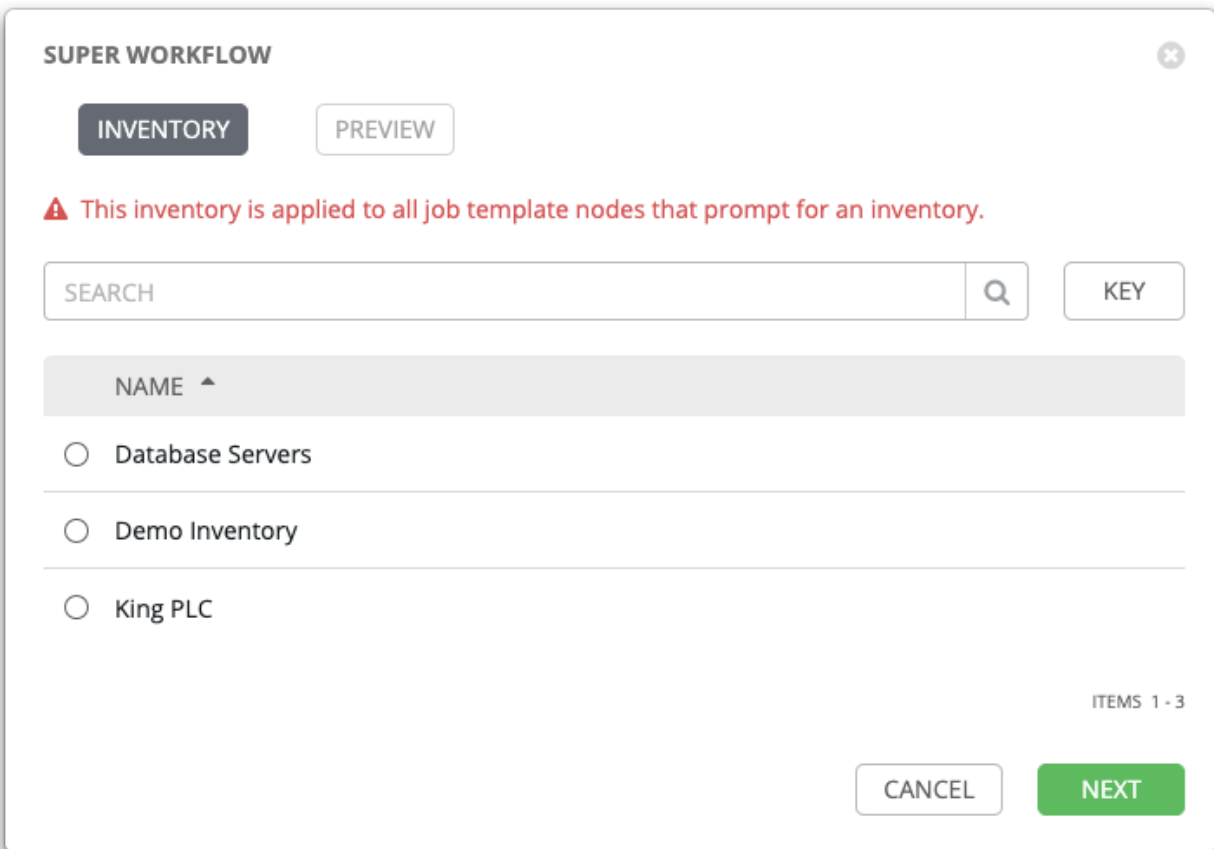 SUPER WORKFLOW
INVENTORY
PREVIEW
This inventory is applied to all job template nodes that prompt for an inventory.
SEARCH
KEY
NAME
Database Servers
Demo Inventory
King PLC
ITEMS 1 - 3
CANCEL
NEXT